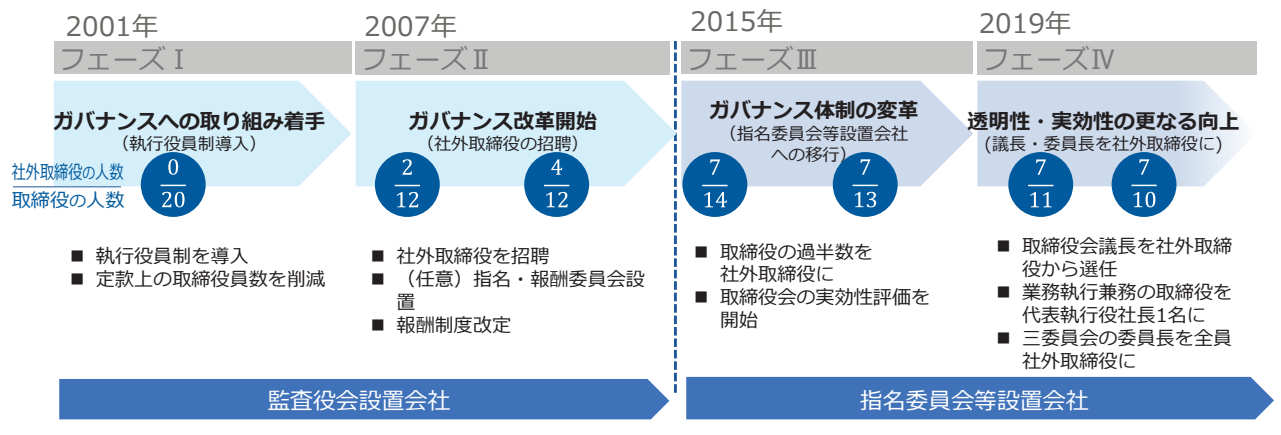 2001年
フェーズⅠ
ガバナンスへの取り組み着手
(執行役員制導入)
社外取締役の人数
取締役の人数
0
20
■ 執行役員制を導入
■ 定款上の取締役員数を削減
2007年
フェーズⅡ
ガバナンス改革開始
(社外取締役の招聘)
2
12
4
12
■ 社外取締役を招聘
■ (任意)指名・報酬委員会設
置
■ 報酬制度改定
監査役会設置会社
2015年
フェーズⅢ
ガバナンス体制の変革
(指名委員会等設置会社
への移行)
7
14
7
13
■ 取締役の過半数を
社外取締役に
■ 取締役会の実効性評価を
開始
2019年
フェーズⅣ
透明性・実効性の更なる向上
(議長・委員長を社外取締役に)
7
11
7
10
■ 取締役会議長を社外取締
役から選任
■ 業務執行兼務の取締役を
代表執行役社長1名に
■ 三委員会の委員長を全員
社外取締役に
指名委員会等設置会社